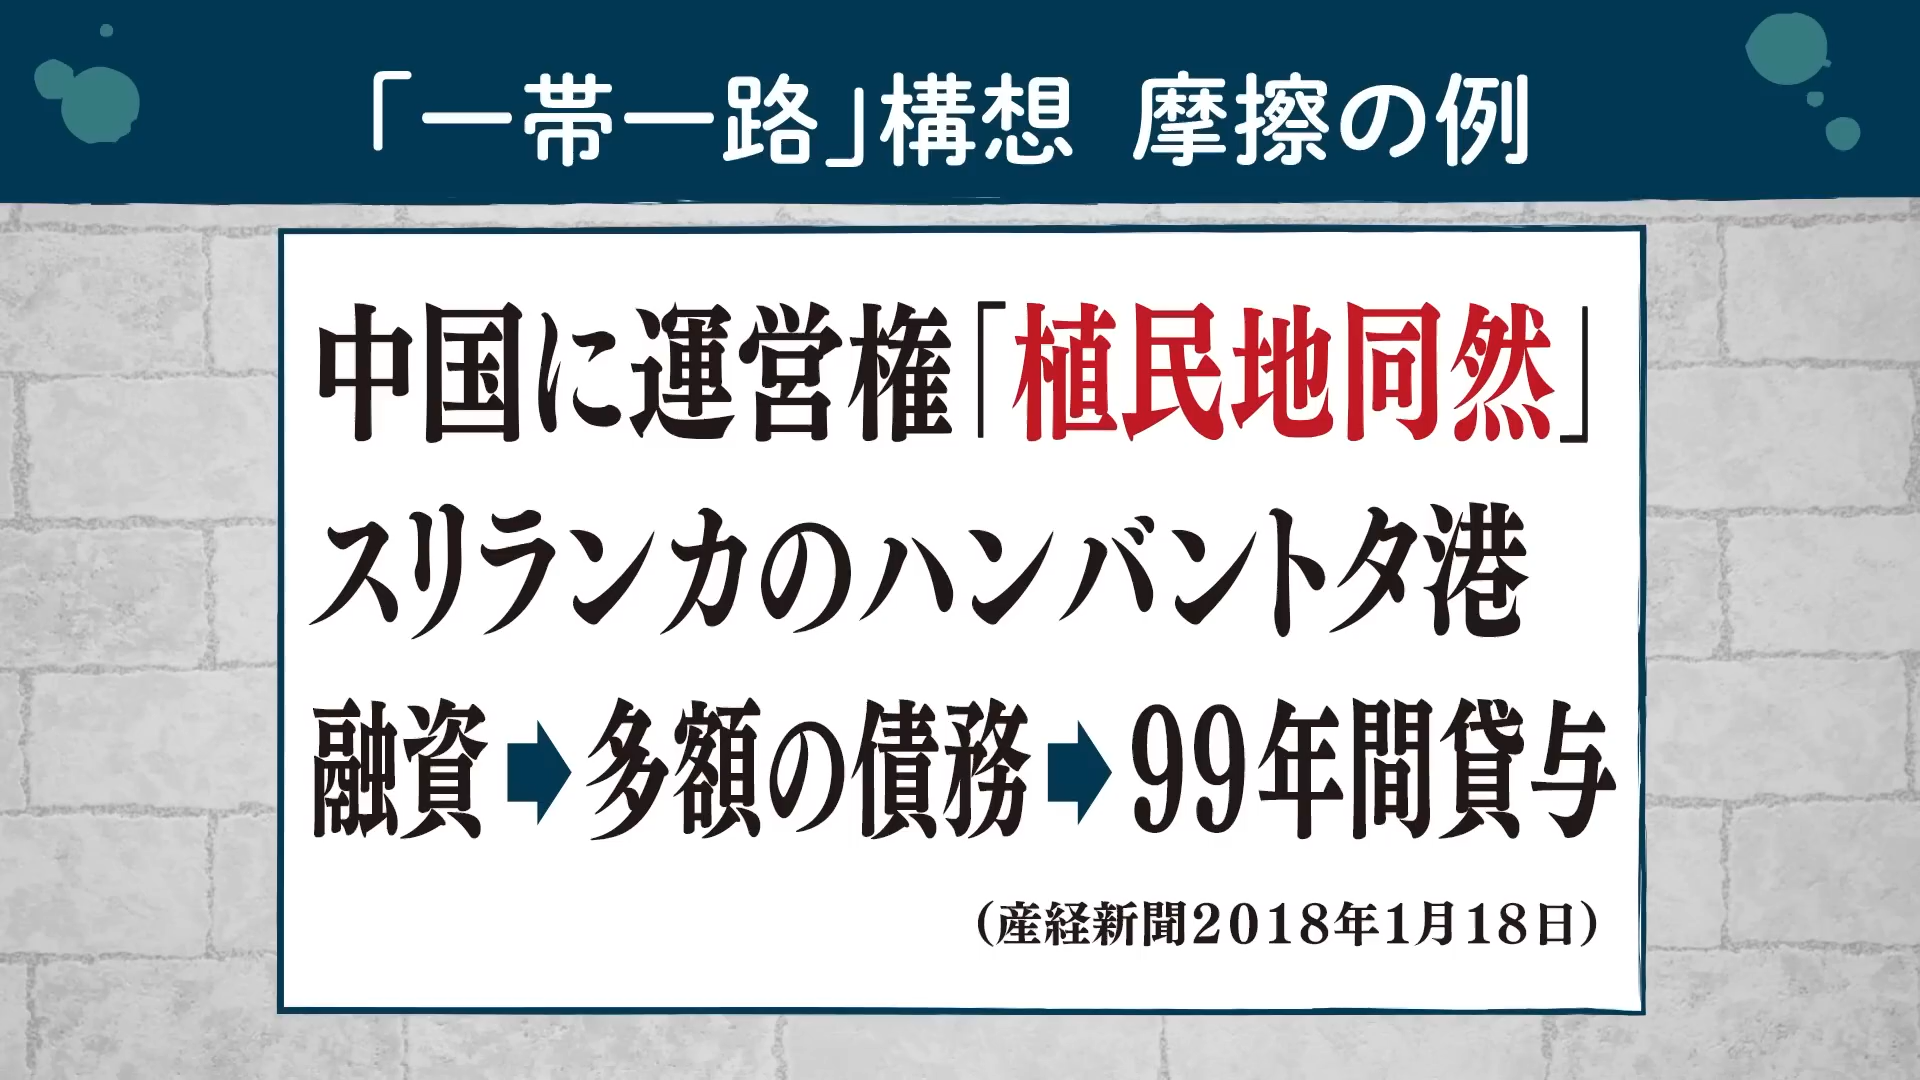 「一帯一路」構想 摩擦の例
中国に運営権「植民地同然」
スリランカのハンバントタ港
融資➡多額の債務➡99年間貸与
（産経新聞2018年1月18日）